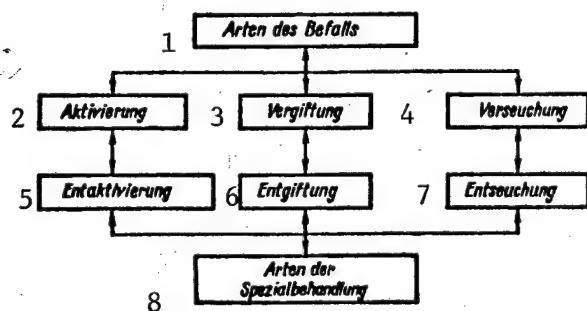 1 Arten des Befalls
2 Aktivierung 3 Vergiftung 4 Verseuchung
5 Entaktivierung 6 Entgiftung 7 Entseuchung
Arten der
8 Spezialbehandlung